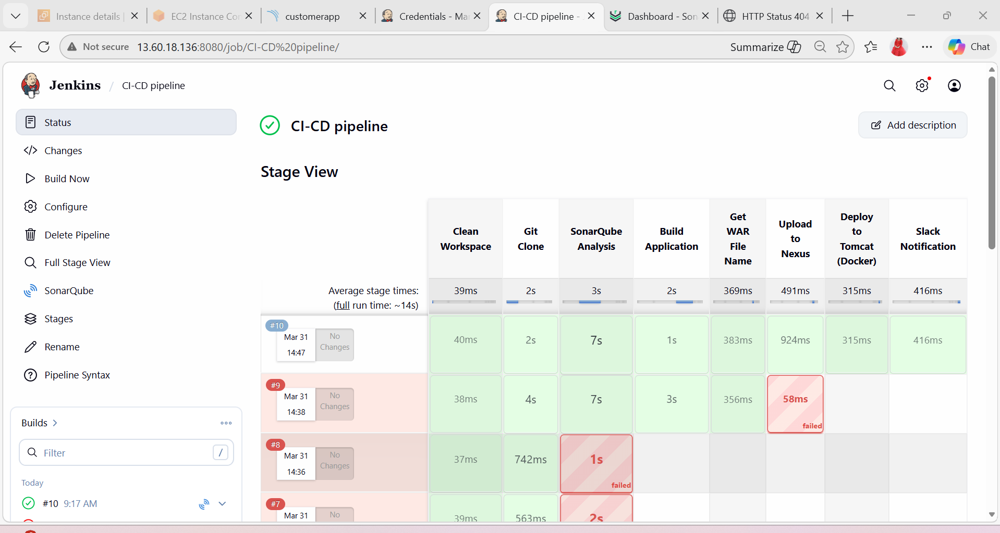 Instance details
EC2 Instance Co
customerapp
Credentials - Ma
CI-CD pipeline -
Dashboard - Son
HTTP Status 404
Not secure
13.60.18.136:8080/job/CI-CD%20pipeline/
Summarize
Chat
Jenkins / CI-CD pipeline
Status
Changes
Build Now
Configure
Delete Pipeline
Full Stage View
SonarQube
Stages
Rename
Pipeline Syntax
Builds
Filter
/
Today
#10 9:17 AM
CI-CD pipeline
Add description
Stage View
Clean
Workspace
Git
Clone
SonarQube
Analysis
Build
Application
Get
WAR
File
Name
Upload
to
Nexus
Deploy
to
Tomcat
(Docker)
Slack
Notification
Average stage times:
(full run time: ~14s)
39ms
2s
3s
2s
369ms
491ms
315ms
416ms
#10
Mar 31
14:47
No
Changes
40ms
2s
7s
1s
383ms
924ms
315ms
416ms
#9
Mar 31
14:38
No
Changes
38ms
4s
7s
3s
356ms
58ms
failed
#8
Mar 31
14:36
No
Changes
37ms
742ms
1s
failed
#7
Mar 31
No
39ms
563ms
2s